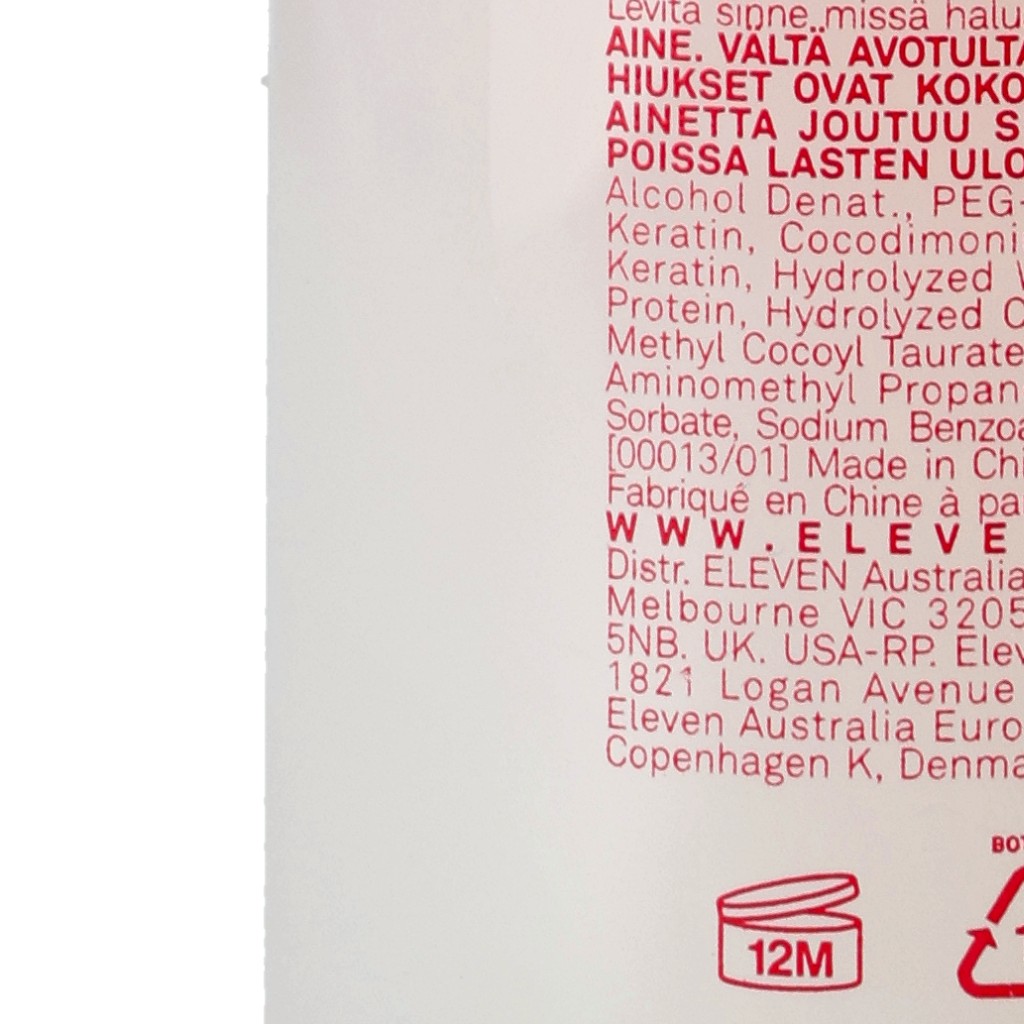 Levitä sinne, missä halu
AINE. VÄLTÄ AVOTULTA
HIUKSET OVAT KOKO
AINETTA JOUTUU S
POISSA LASTEN ULO
Alcohol Denat., PEG-
Keratin, Cocodimoni
Keratin, Hydrolyzed
Protein, Hydrolyzed
Methyl Cocoyl Taurate
Aminomethyl Propan
Sorbate, Sodium Benzoa
[00013/01] Made in Chi
Fabriqué en Chine à pa
WWW.ELEVE
Distr. ELEVEN Australia
Melbourne VIC 3205
5NB. UK. USA-RP. Elev
1821 Logan Avenue
Eleven Australia Euro
Copenhagen K, Denma
BOT
12M